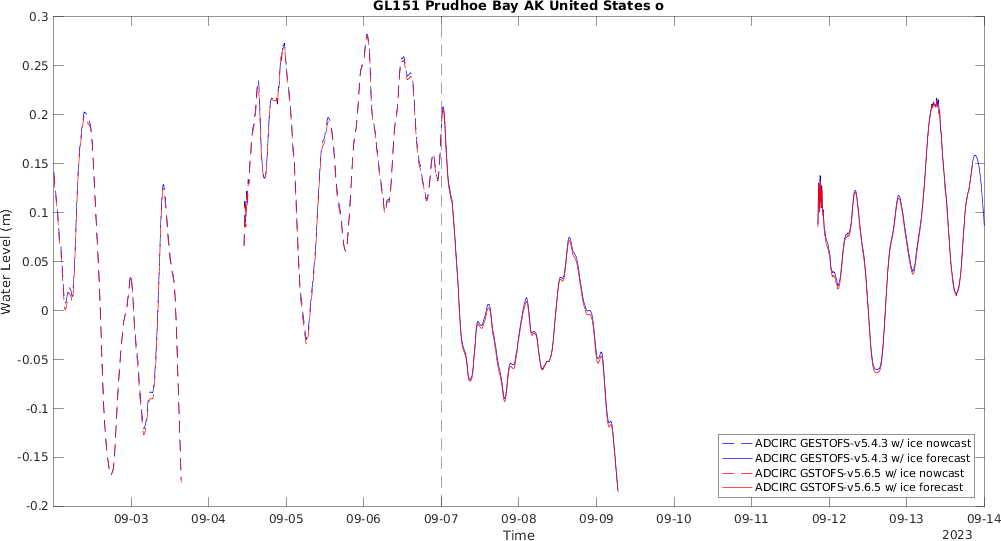 GL151 Prudhoe Bay AK United States o
0.3
0.25
0.2
0.15
0.1
0.05
0
-0.05
-0.1
-0.15
-0.2
Water Level (m)
09-03 09-04 09-05 09-06 09-07 09-08 09-09 09-10 09-11 09-12 09-13 09-14
Time
2023
ADCIRC GESTOFS-v5.4.3 w/ ice nowcast
ADCIRC GESTOFS-v5.4.3 w/ ice forecast
ADCIRC GSTOFS-v5.6.5 w/ ice nowcast
ADCIRC GSTOFS-v5.6.5 w/ ice forecast